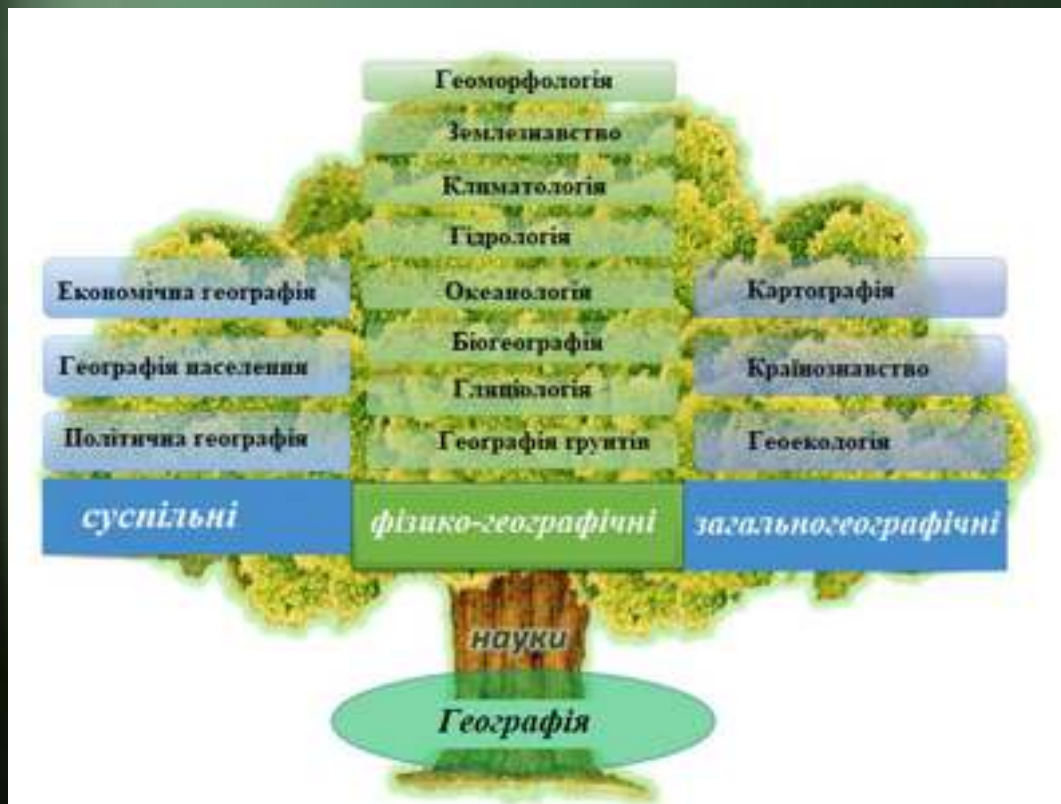 Геоморфологія
Землезнавство
Климатологія
Гідрологія
Океанологія
Біогеографія
Гляціологія
Географія ґрунтів
Економічна географія
Географія населення
Політична географія
Картографія
Країнознавство
Геоекологія
суспільні
фізико-географічні
загальногеографічні
науки
Географія